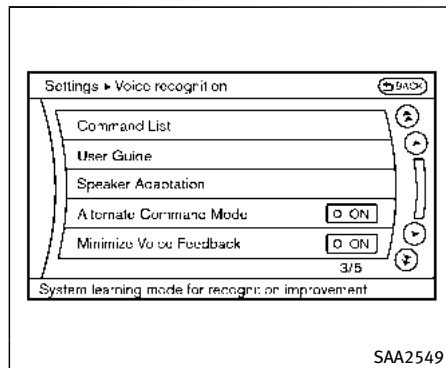 Settings ▸ Voice recognition
BACK
Command List
User Guide
Speaker Adaptation
Alternate Command Mode
ON
Minimize Voice Feedback
ON
3/5
System learning mode for recognition improvement
SAA2549